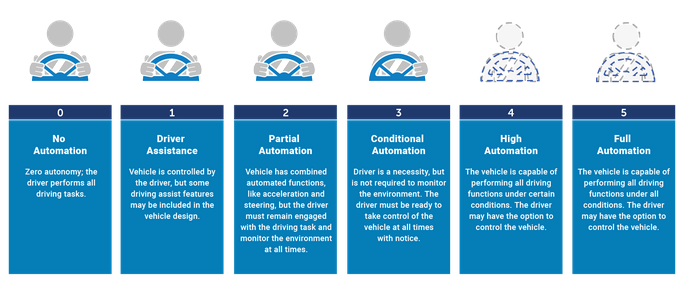 0
No
Automation
Zero autonomy; the
driver performs all
driving tasks.
1
Driver
Assistance
Vehicle is controlled by
the driver, but some
driving assist features
may be included in the
vehicle design.
2
Partial
Automation
Vehicle has combined
automated functions,
like acceleration and
steering, but the driver
must remain engaged
with the driving task and
monitor the environment
at all times.
3
Conditional
Automation
Driver is a necessity, but
is not required to monitor
the environment. The
driver must be ready to
take control of the
vehicle at all times
with notice.
4
High
Automation
The vehicle is capable of
performing all driving
functions under certain
conditions. The driver
may have the option to
control the vehicle.
5
Full
Automation
The vehicle is capable of
performing all driving
functions under all
conditions. The driver
may have the option to
control the vehicle.